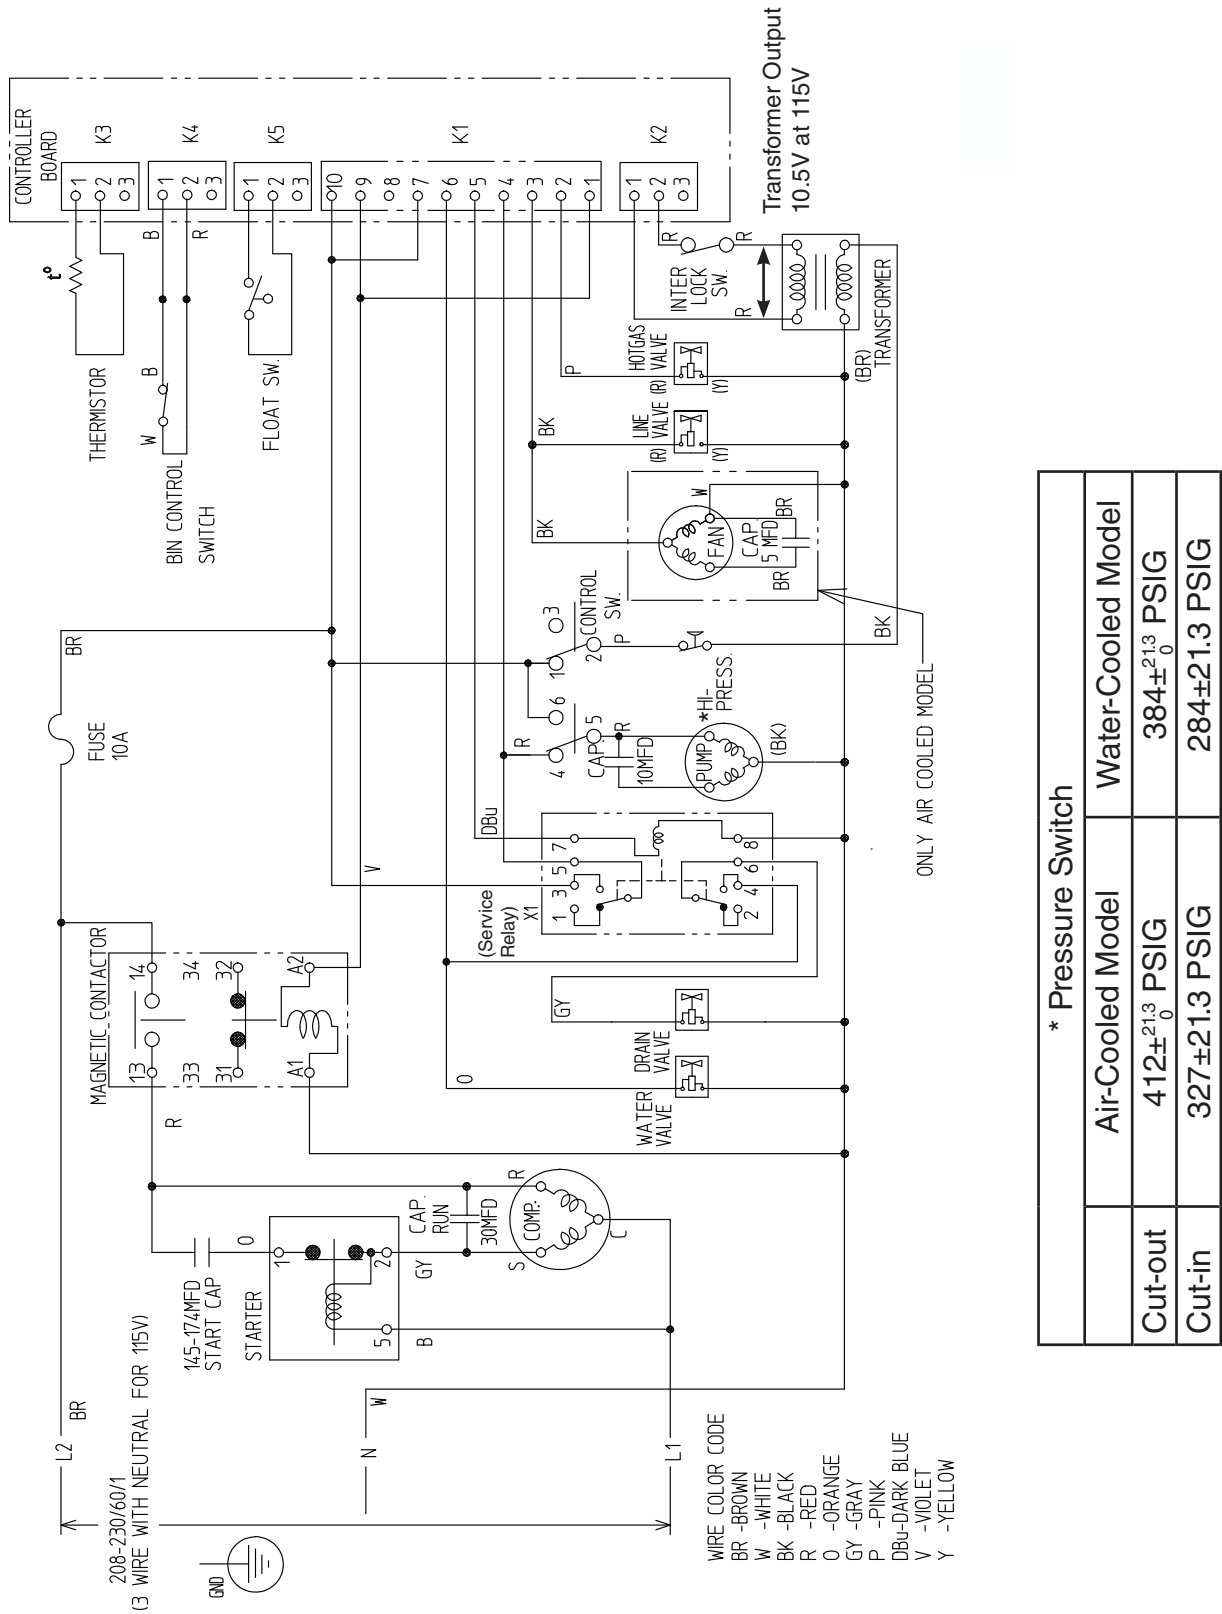 CONTROLLER
BOARD
K3
1
2
3
K4
1
2
3
K5
1
2
3
K1
10
9
8
7
6
5
4
3
2
1
K2
1
2
3
Transformer Output
10.5V at 115V
t°
THERMISTOR
B
R
B
W
BIN CONTROL
SWITCH
FLOAT SW.
R
R
R
INTER
LOCK
SW.
TRANSFORMER
(BR)
P
HOTGAS
VALVE
(R)
(Y)
BK
LINE
VALVE
(R)
(Y)
BK
W
FAN
CAP.
5 MFD
BR
BR
ONLY AIR COOLED MODEL
BK
BR
FUSE
10A
1
2
3
CONTROL
SW.
P
*HI-
PRESS.
4
5
6
R
R
CAP.
10MFD
PUMP
(BK)
V
DBu
(Service
Relay)
X1
1
3
5
7
2
4
6
8
MAGNETIC CONTACTOR
13
14
33
34
31
32
A1
A2
R
GY
DRAIN
VALVE
O
WATER
VALVE
145-174MFD
START CAP
O
STARTER
1
2
5
GY
B
CAP.
RUN
30MFD
COMP.
S
R
C
L2
BR
208-230/60/1
(3 WIRE WITH NEUTRAL FOR 115V)
N
W
L1
GND
WIRE COLOR CODE
BR -BROWN
W -WHITE
BK -BLACK
R -RED
O -ORANGE
GY -GRAY
P -PINK
DBu-DARK BLUE
V -VIOLET
Y -YELLOW
* Pressure Switch
Air-Cooled Model Water-Cooled Model
Cut-out 412±21.3 0 PSIG 384±21.3 0 PSIG
Cut-in 327±21.3 PSIG 284±21.3 PSIG